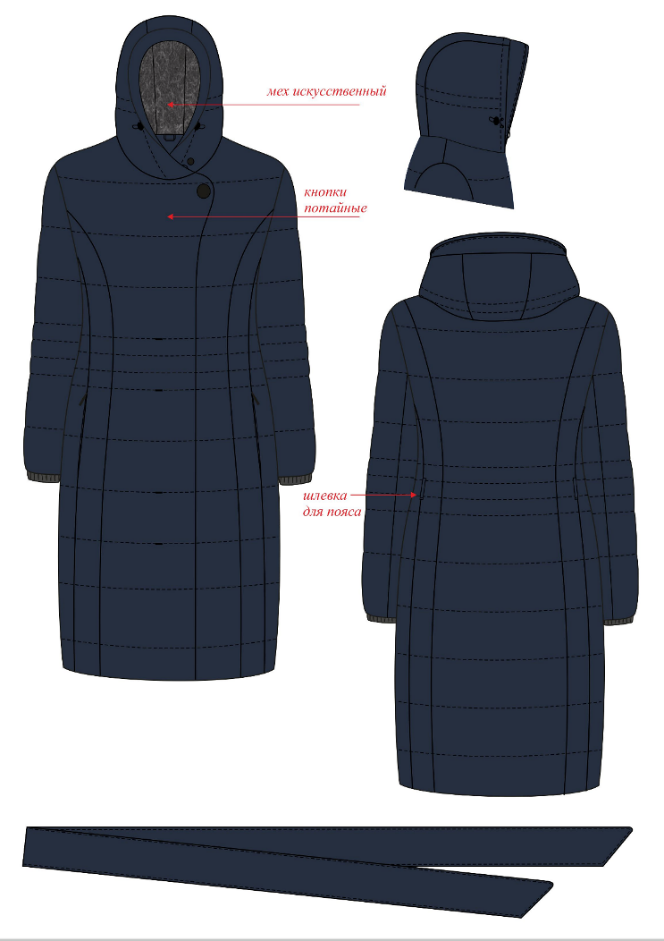 мех искусственный
кнопки
потайные
шлевка
для пояса